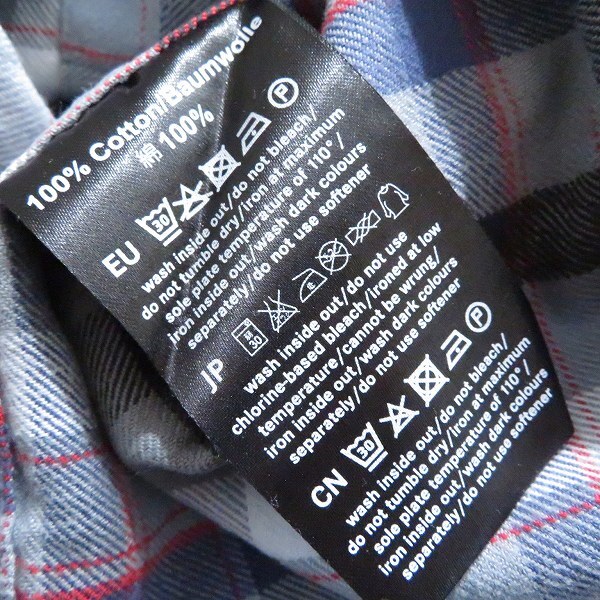 100% Cotton/Baumwolle
綿 100%
EU 30 P
wash inside out/do not bleach/
do not tumble dry/iron at maximum
sole plate temperature of 110°/
iron inside out/wash dark colours
separately/do not use softener
JP 30
wash inside out/do not use
chlorine-based bleach/ironed at low
temperature/cannot be wrung/
iron inside out/wash dark colours
separately/do not use softener
CN 30 P
wash inside out/do not bleach/
do not tumble dry/iron at maximum
sole plate temperature of 110°/
iron inside out/wash dark colours
separately/do not use softener